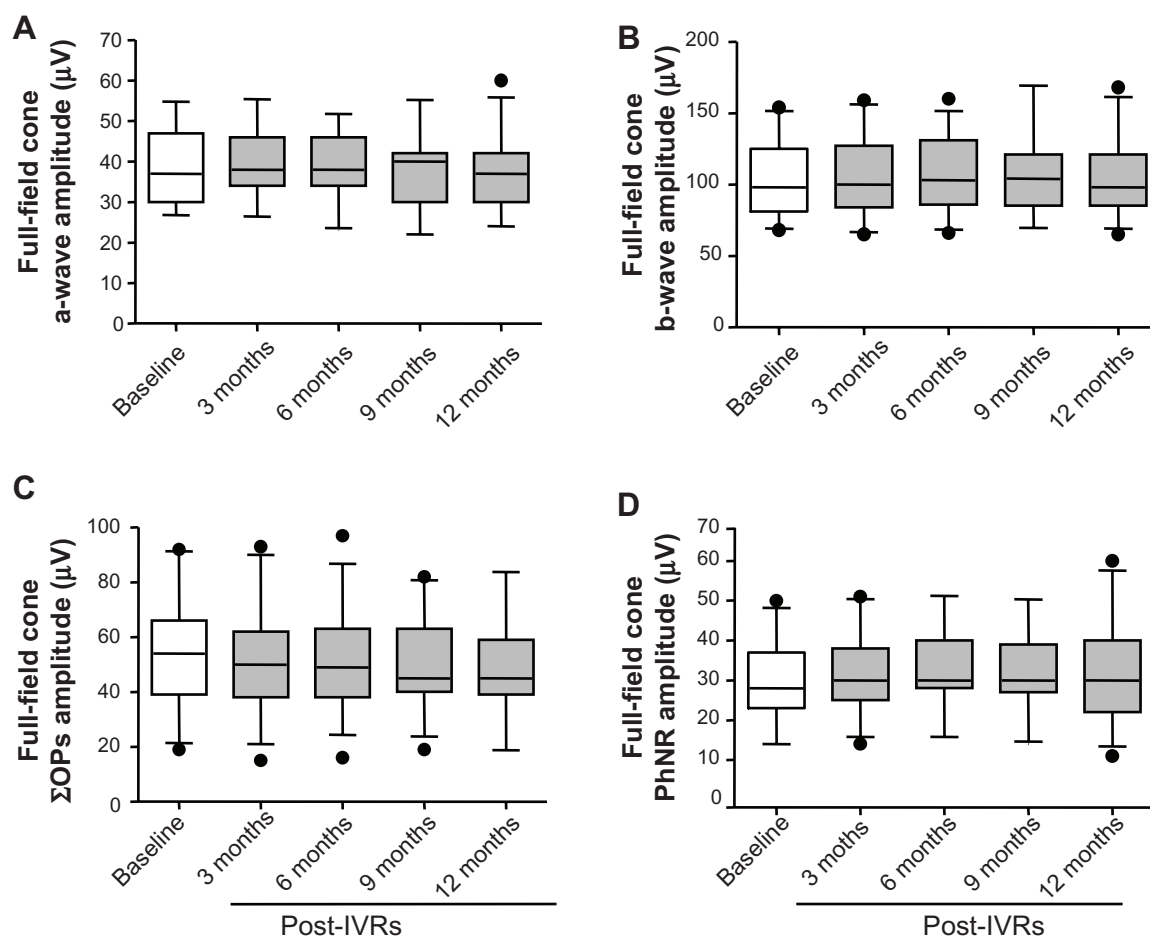 A
Full-field cone
a-wave amplitude (µV)
70
60
50
40
30
20
10
0
Baseline
3 months
6 months
9 months
12 months
B
Full-field cone
b-wave amplitude (µV)
200
150
100
50
0
Baseline
3 months
6 months
9 months
12 months
C
Full-field cone
ΣOPs amplitude (µV)
100
80
60
40
20
0
Baseline
3 months
6 months
9 months
12 months
Post-IVRs
D
Full-field cone
PhNR amplitude (µV)
70
60
50
40
30
20
10
0
Baseline
3 moths
6 months
9 months
12 months
Post-IVRs